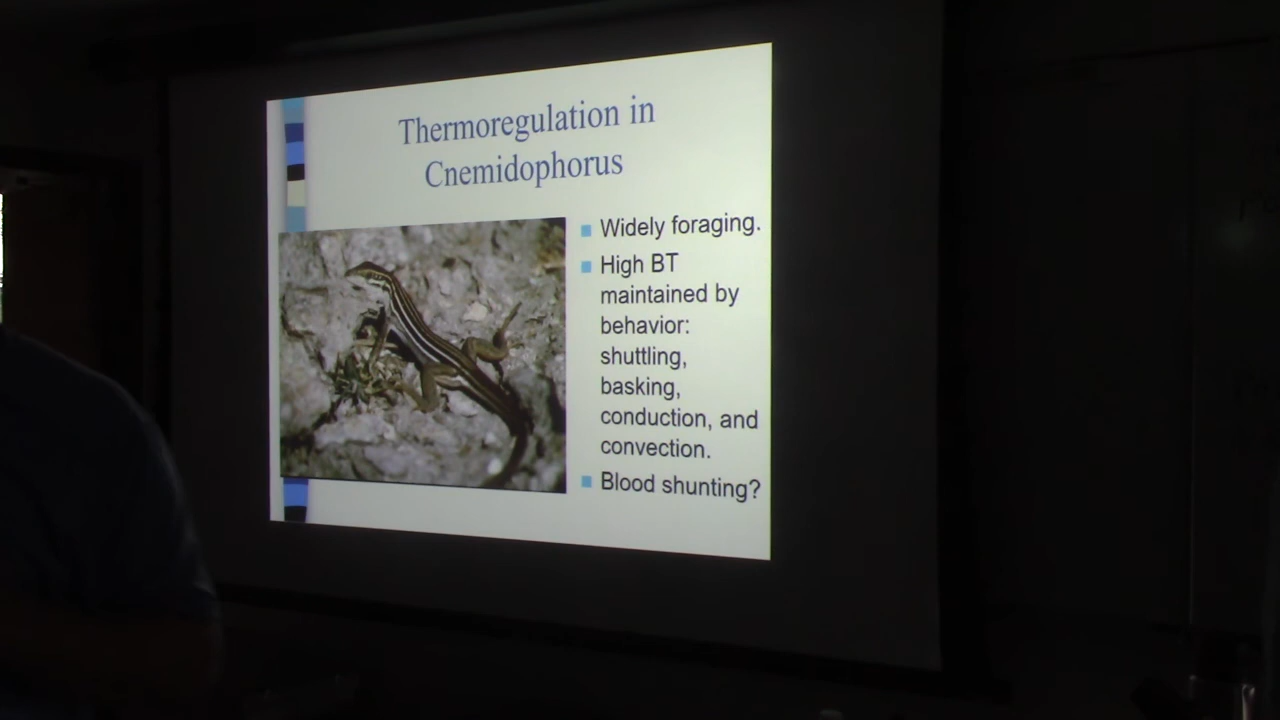 Thermoregulation in
Cnemidophorus
Widely foraging.
High BT
maintained by
behavior:
shuttling,
basking,
conduction, and
convection.
Blood shunting?